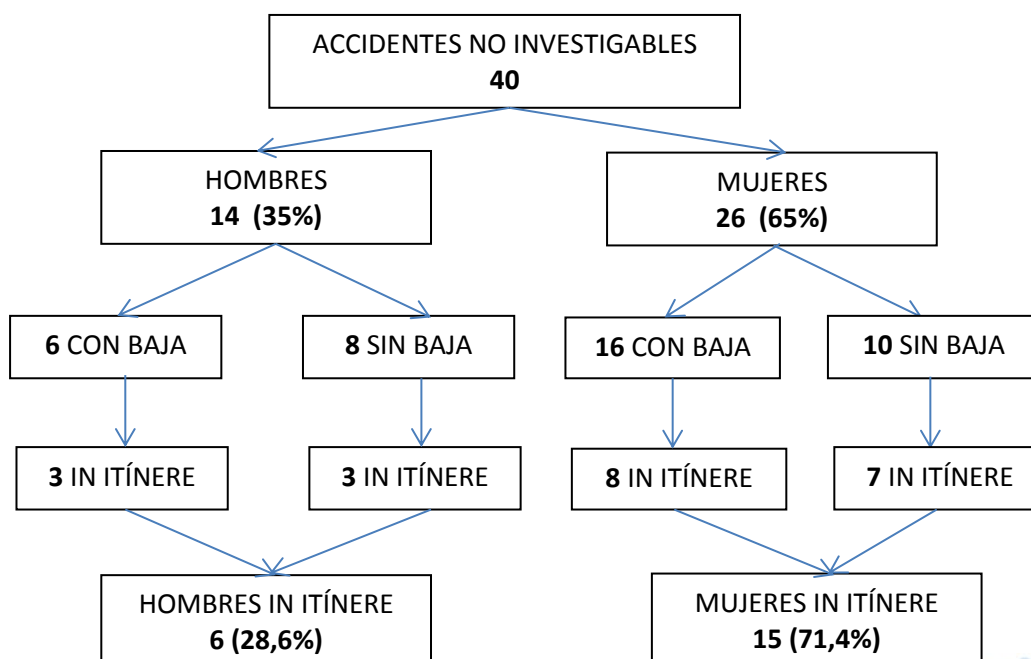 ACCIDENTES NO INVESTIGABLES
40
HOMBRES
14 (35%)
MUJERES
26 (65%)
6 CON BAJA
8 SIN BAJA
16 CON BAJA
10 SIN BAJA
3 IN ITÍNERE
3 IN ITÍNERE
8 IN ITÍNERE
7 IN ITÍNERE
HOMBRES IN ITÍNERE
6 (28,6%)
MUJERES IN ITÍNERE
15 (71,4%)